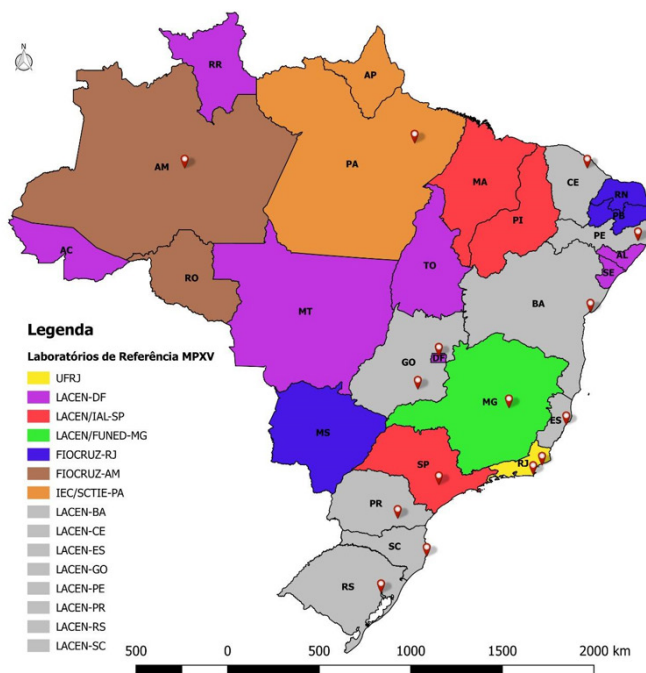 N
RR
AP
AM
PA
MA
CE
RN
PB
PI
PE
AC
AL
SE
RO
TO
BA
MT
GO
DF
MG
ES
MS
SP
RJ
PR
SC
RS
Legenda
Laboratórios de Referência MPXV
UFRJ
LACEN-DF
LACEN/IAL-SP
LACEN/FUNED-MG
FIOCRUZ-RJ
FIOCRUZ-AM
IEC/SCTIE-PA
LACEN-BA
LACEN-CE
LACEN-ES
LACEN-GO
LACEN-PE
LACEN-PR
LACEN-RS
LACEN-SC
500 0 500 1000 1500 2000 km